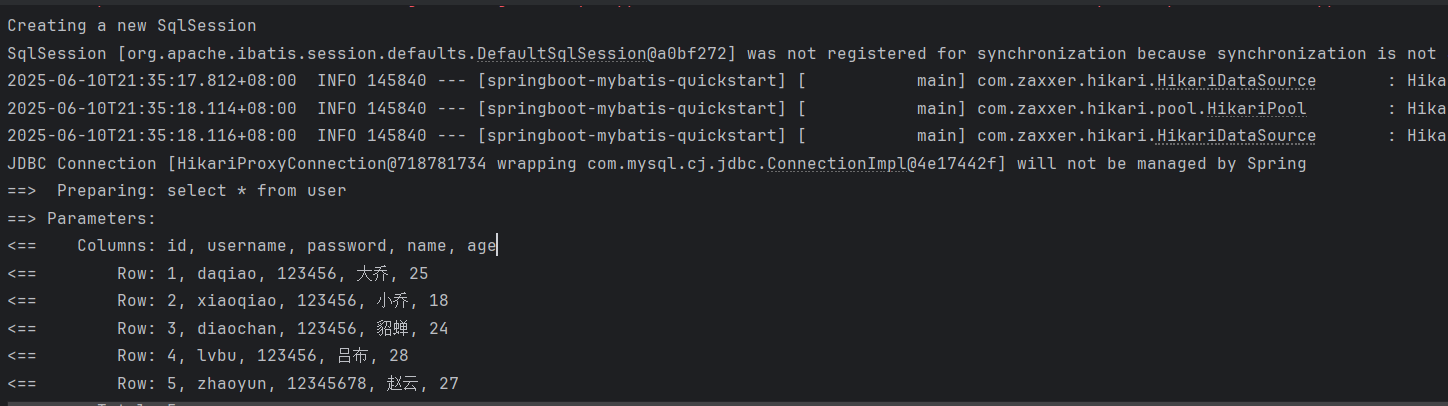 Creating a new SqlSession
SqlSession [org.apache.ibatis.session.defaults.DefaultSqlSession@a0bf272] was not registered for synchronization because synchronization is not
2025-06-10T21:35:17.812+08:00  INFO 145840 --- [springboot-mybatis-quickstart] [           main] com.zaxxer.hikari.HikariDataSource       : Hika
2025-06-10T21:35:18.114+08:00  INFO 145840 --- [springboot-mybatis-quickstart] [           main] com.zaxxer.hikari.pool.HikariPool        : Hika
2025-06-10T21:35:18.116+08:00  INFO 145840 --- [springboot-mybatis-quickstart] [           main] com.zaxxer.hikari.HikariDataSource       : Hika
JDBC Connection [HikariProxyConnection@718781734 wrapping com.mysql.cj.jdbc.ConnectionImpl@4e17442f] will not be managed by Spring
==>  Preparing: select * from user
==> Parameters:
<==    Columns: id, username, password, name, age
<==        Row: 1, daqiao, 123456, 大乔, 25
<==        Row: 2, xiaoqiao, 123456, 小乔, 18
<==        Row: 3, diaochan, 123456, 貂蝉, 24
<==        Row: 4, lvbu, 123456, 吕布, 28
<==        Row: 5, zhaoyun, 12345678, 赵云, 27